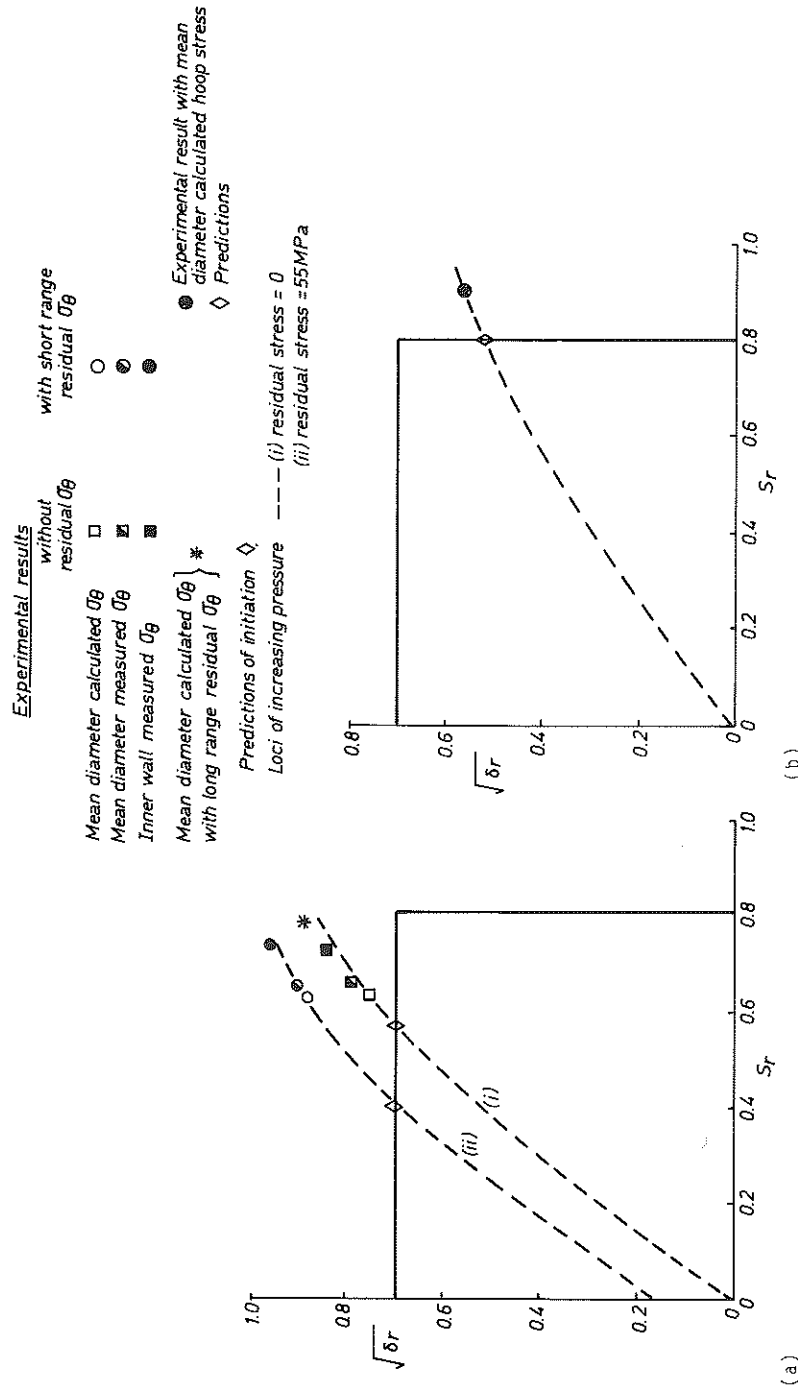 Experimental results
without
residual σθ
with short range
residual σθ
Mean diameter calculated σθ
Mean diameter measured σθ
Inner wall measured σθ
Mean diameter calculated σθ
with long range residual σθ
Predictions of initiation
Loci of increasing pressure
(i) residual stress = 0
(ii) residual stress = 55MPa
Experimental result with mean
diameter calculated hoop stress
Predictions
1.0
0.8
0.6
0.4
0.2
0
√δr
(ii)
(i)
0
0.2
0.4
0.6
0.8
1.0
Sr
(a)
0.8
0.6
0.4
0.2
0
√δr
0
0.2
0.4
0.6
0.8
1.0
Sr
(b)